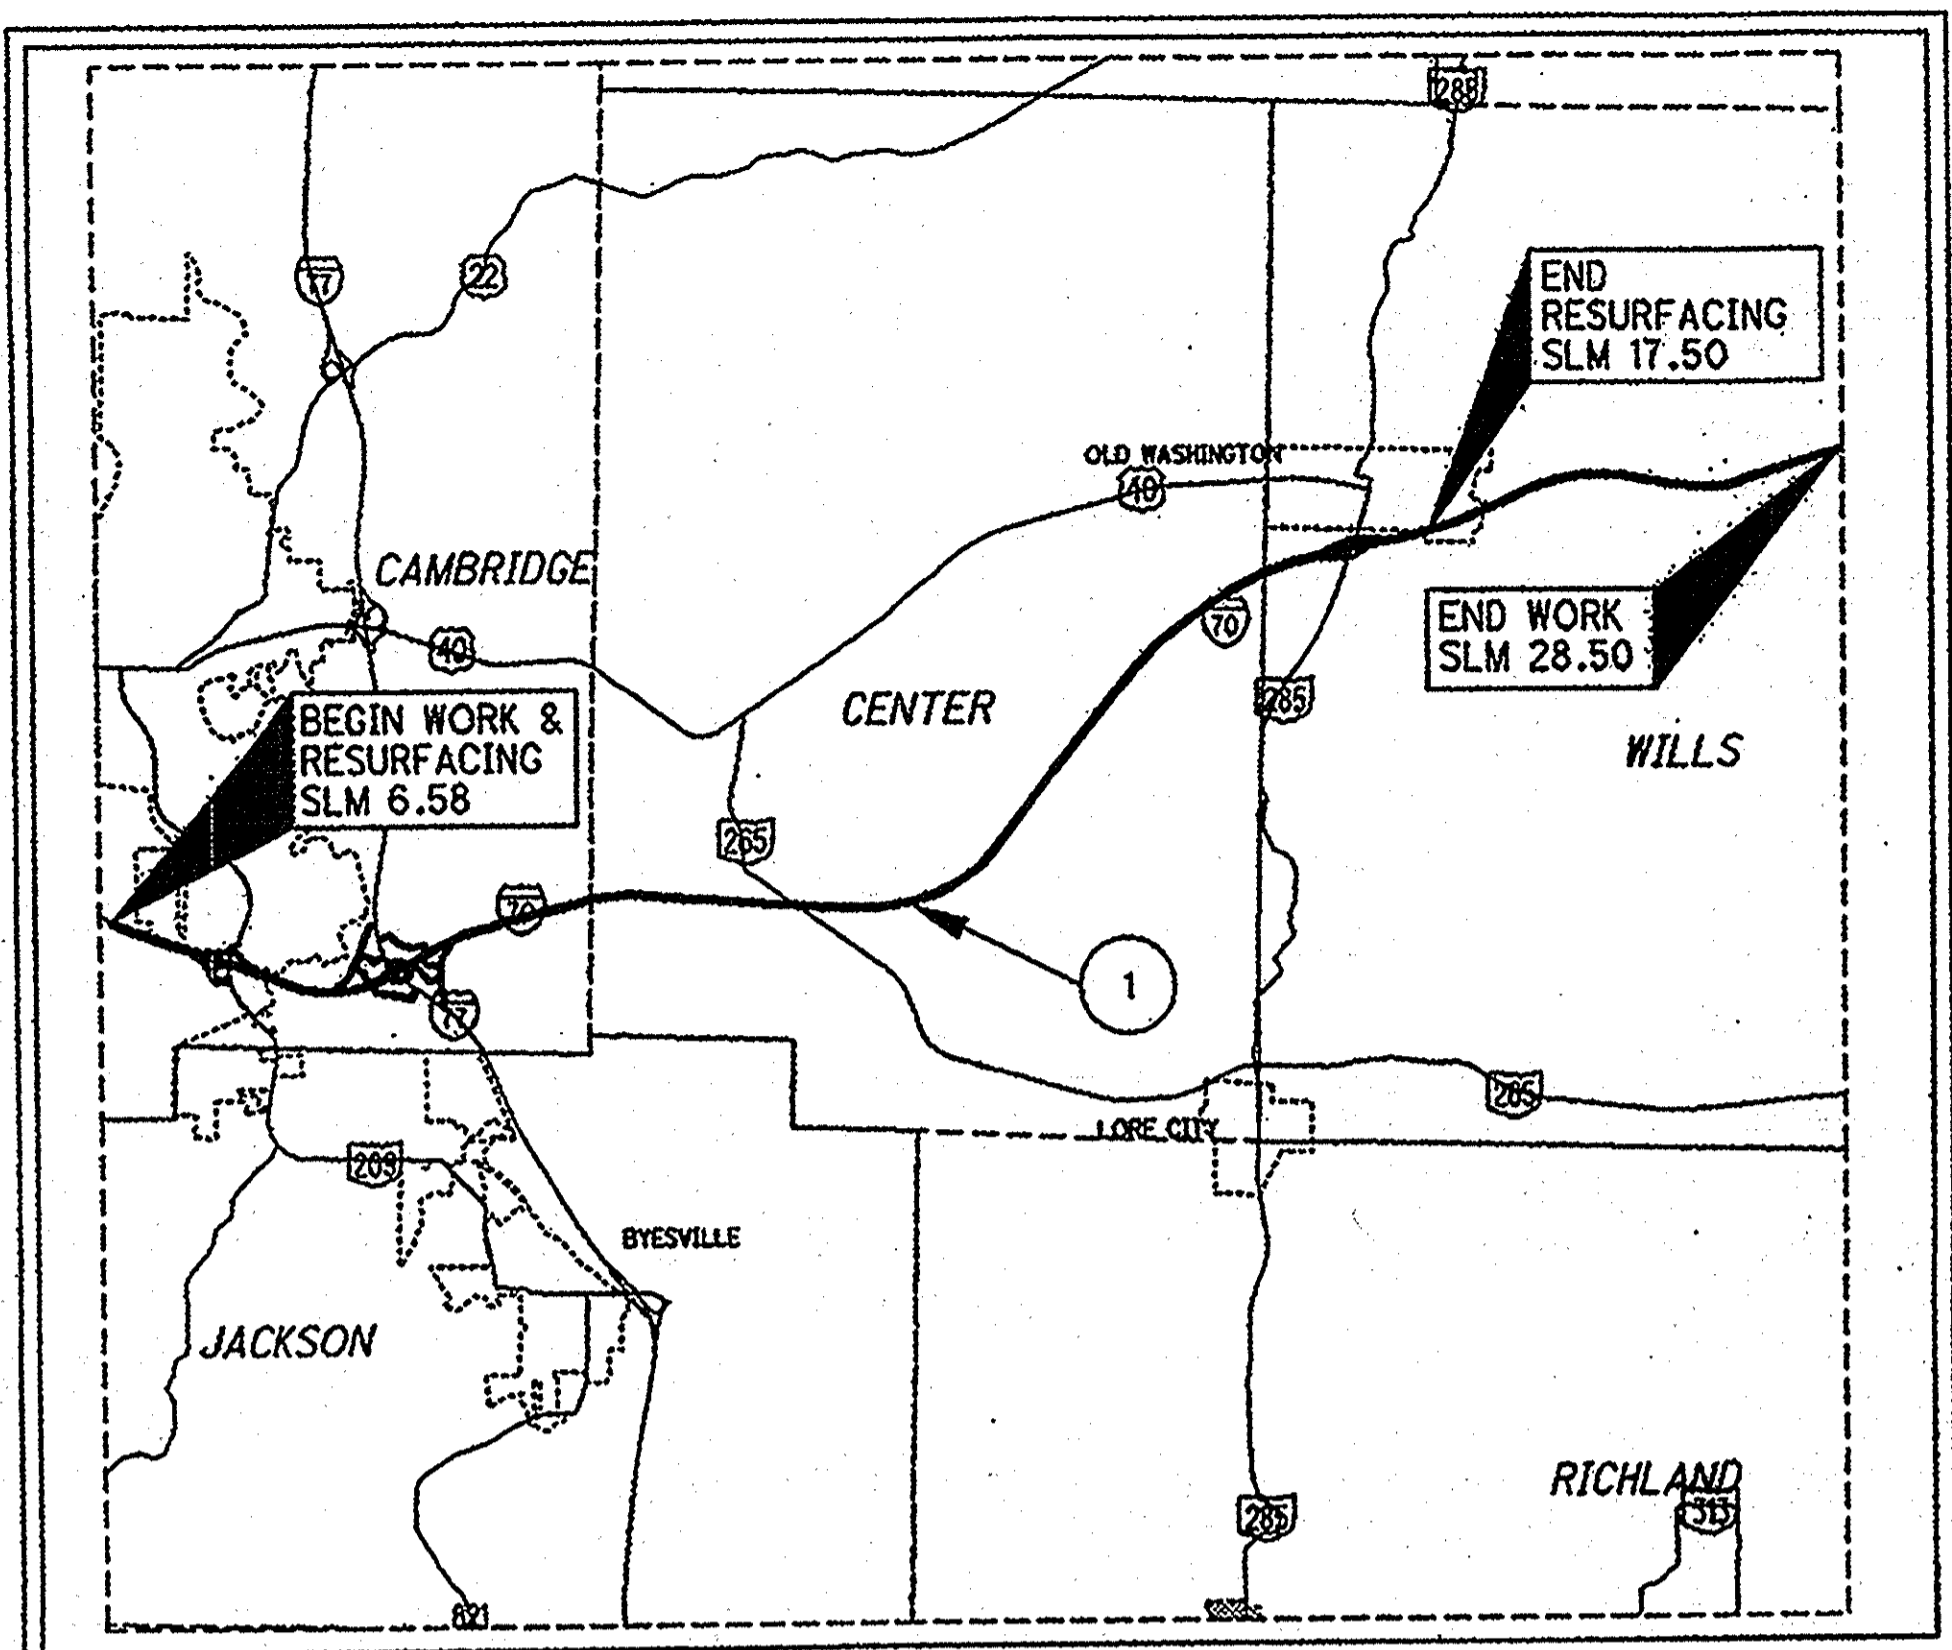 285
77
22
END
RESURFACING
SLM 17.50
OLD WASHINGTON
40
CAMBRIDGE
70
END WORK
SLM 28.50
40
285
CENTER
BEGIN WORK &
RESURFACING
SLM 6.58
WILLS
265
70
1
77
285
LORE CITY
209
BYESVILLE
JACKSON
RICHLAND
313
285
821